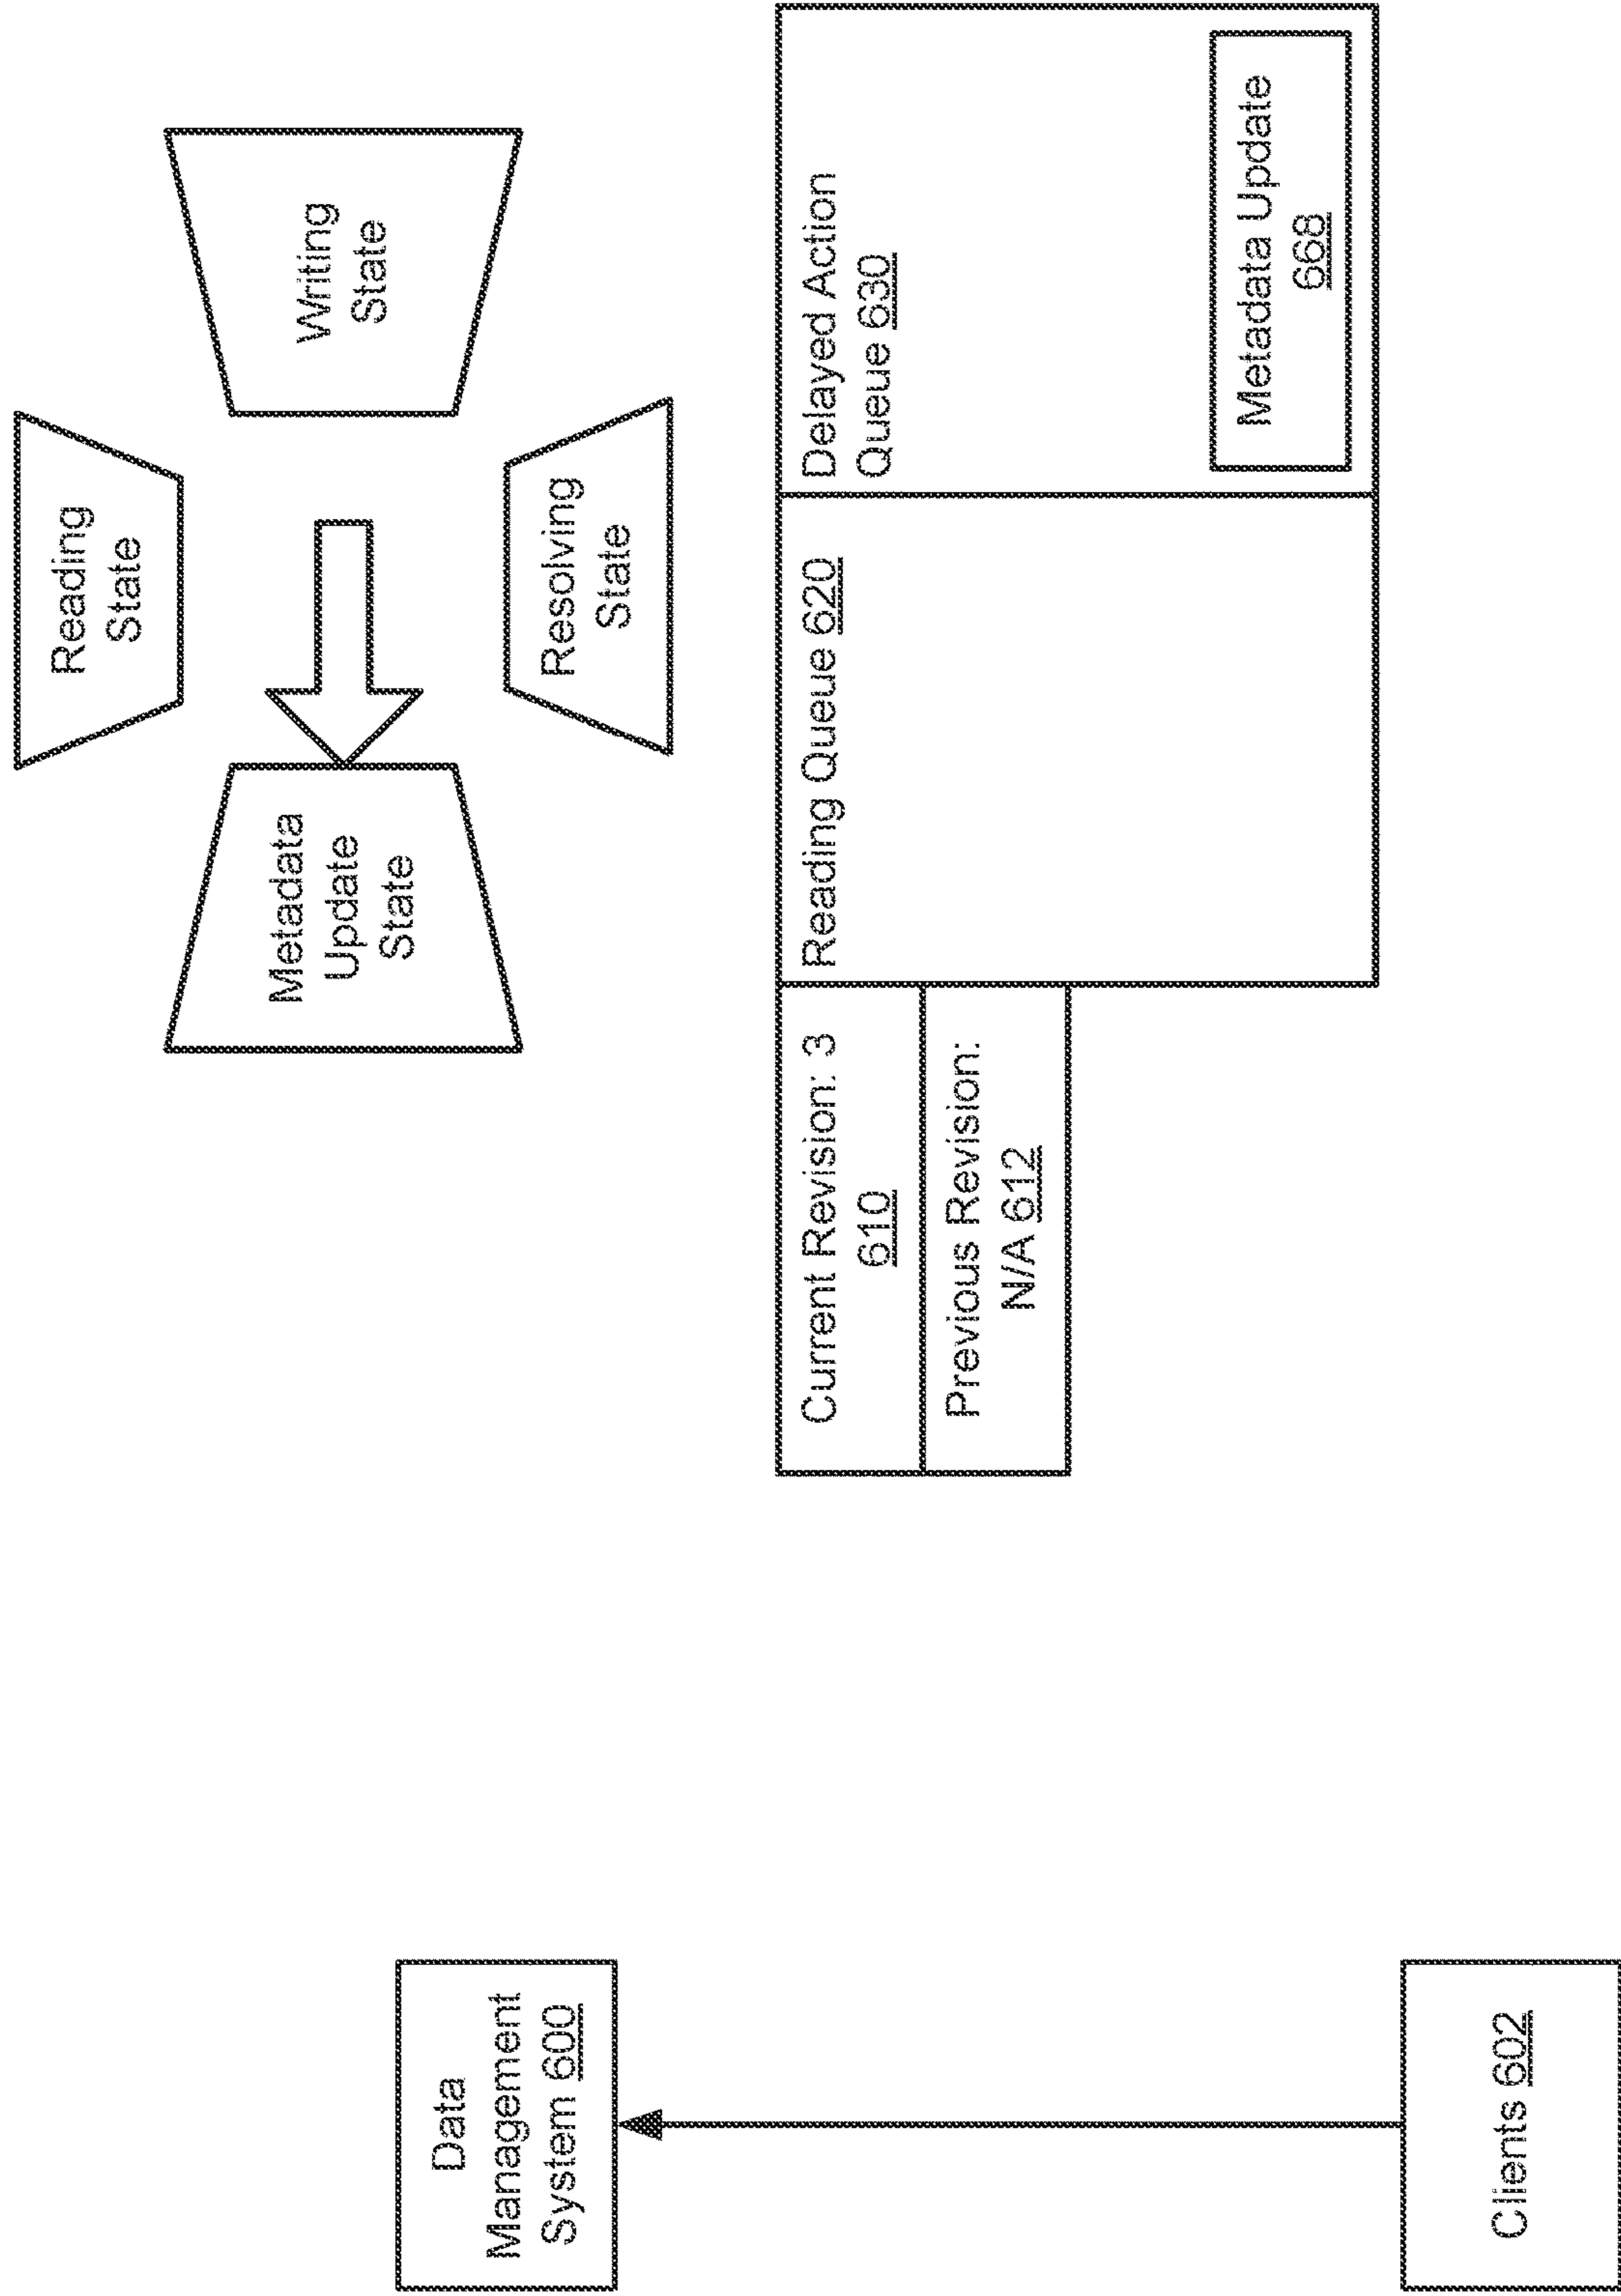 Reading
State
Metadata
Update
State
Writing
State
Resolving
State
Data
Management
System 600
Clients 602
Current Revision: 3
610
Previous Revision:
N/A 612
Reading Queue 620
Delayed Action
Queue 630
Metadata Update
668